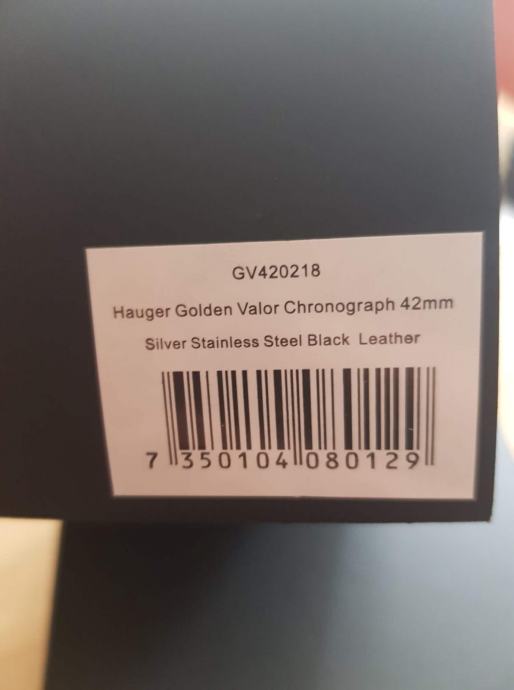 GV420218
Hauger Golden Valor Chronograph 42mm
Silver Stainless Steel Black Leather
7 350104 080129